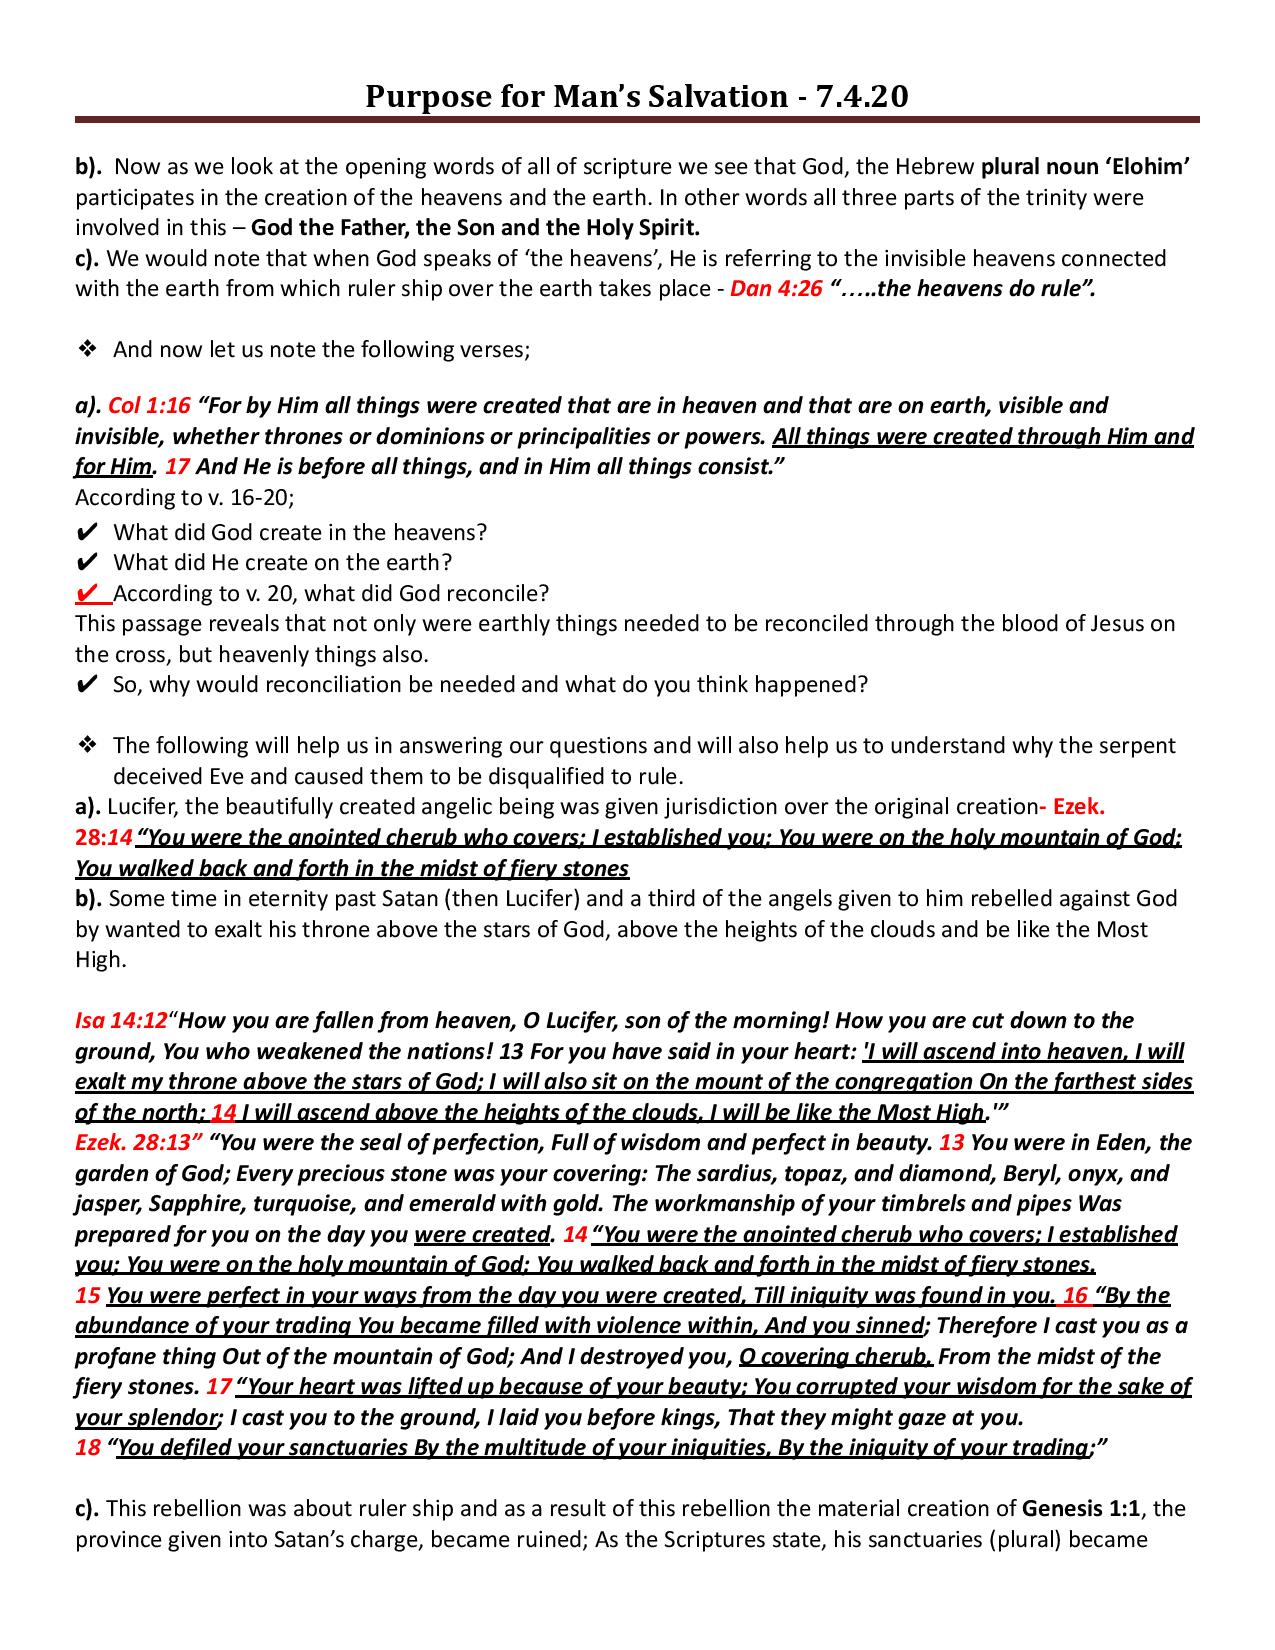 Purpose for Man’s Salvation - 7.4.20
b).  Now as we look at the opening words of all of scripture we see that God, the Hebrew plural noun ‘Elohim’
participates in the creation of the heavens and the earth. In other words all three parts of the trinity were
involved in this – God the Father, the Son and the Holy Spirit.
c). We would note that when God speaks of ‘the heavens’, He is referring to the invisible heavens connected
with the earth from which ruler ship over the earth takes place - Dan 4:26 “…..the heavens do rule”.
❖ And now let us note the following verses;
a). Col 1:16 “For by Him all things were created that are in heaven and that are on earth, visible and
invisible, whether thrones or dominions or principalities or powers. All things were created through Him and
for Him. 17 And He is before all things, and in Him all things consist.”
According to v. 16-20;
✔ What did God create in the heavens?
✔ What did He create on the earth?
✔ According to v. 20, what did God reconcile?
This passage reveals that not only were earthly things needed to be reconciled through the blood of Jesus on
the cross, but heavenly things also.
✔ So, why would reconciliation be needed and what do you think happened?
❖ The following will help us in answering our questions and will also help us to understand why the serpent
deceived Eve and caused them to be disqualified to rule.
a). Lucifer, the beautifully created angelic being was given jurisdiction over the original creation- Ezek.
28:14 “You were the anointed cherub who covers; I established you; You were on the holy mountain of God;
You walked back and forth in the midst of fiery stones
b). Some time in eternity past Satan (then Lucifer) and a third of the angels given to him rebelled against God
by wanted to exalt his throne above the stars of God, above the heights of the clouds and be like the Most
High.
Isa 14:12“How you are fallen from heaven, O Lucifer, son of the morning! How you are cut down to the
ground, You who weakened the nations! 13 For you have said in your heart: 'I will ascend into heaven, I will
exalt my throne above the stars of God; I will also sit on the mount of the congregation On the farthest sides
of the north; 14 I will ascend above the heights of the clouds, I will be like the Most High.'”
Ezek. 28:13” “You were the seal of perfection, Full of wisdom and perfect in beauty. 13 You were in Eden, the
garden of God; Every precious stone was your covering: The sardius, topaz, and diamond, Beryl, onyx, and
jasper, Sapphire, turquoise, and emerald with gold. The workmanship of your timbrels and pipes Was
prepared for you on the day you were created. 14 “You were the anointed cherub who covers; I established
you; You were on the holy mountain of God; You walked back and forth in the midst of fiery stones.
15 You were perfect in your ways from the day you were created, Till iniquity was found in you. 16 “By the
abundance of your trading You became filled with violence within, And you sinned; Therefore I cast you as a
profane thing Out of the mountain of God; And I destroyed you, O covering cherub, From the midst of the
fiery stones. 17 “Your heart was lifted up because of your beauty; You corrupted your wisdom for the sake of
your splendor; I cast you to the ground, I laid you before kings, That they might gaze at you.
18 “You defiled your sanctuaries By the multitude of your iniquities, By the iniquity of your trading;”
c). This rebellion was about ruler ship and as a result of this rebellion the material creation of Genesis 1:1, the
province given into Satan’s charge, became ruined; As the Scriptures state, his sanctuaries (plural) became